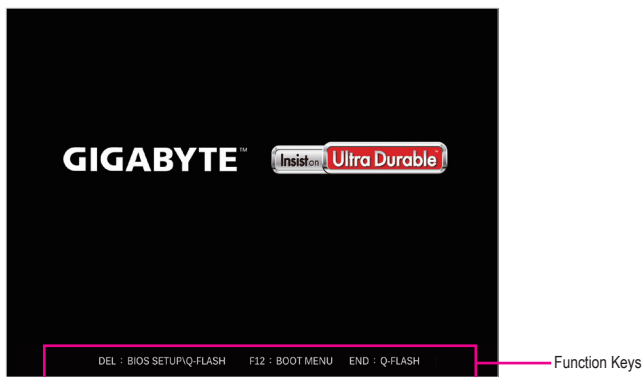 GIGABYTE™ Insist on Ultra Durable™
DEL : BIOS SETUP\Q-FLASH F12 : BOOT MENU END : Q-FLASH
Function Keys